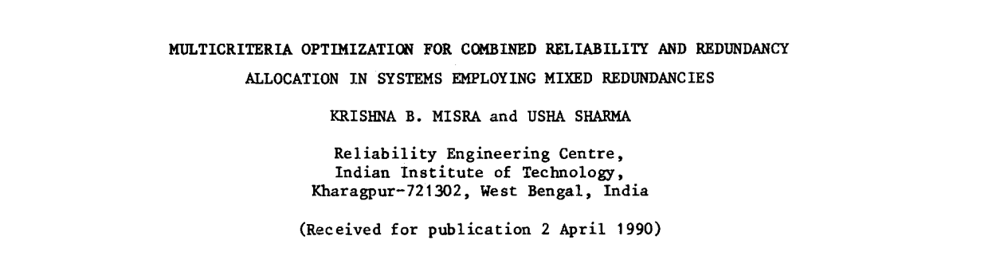 MULTICRITERIA OPTIMIZATION FOR COMBINED RELIABILITY AND REDUNDANCY
ALLOCATION IN SYSTEMS EMPLOYING MIXED REDUNDANCIES
KRISHNA B. MISRA and USHA SHARMA
Reliability Engineering Centre,
Indian Institute of Technology,
Kharagpur-721302, West Bengal, India
(Received for publication 2 April 1990)